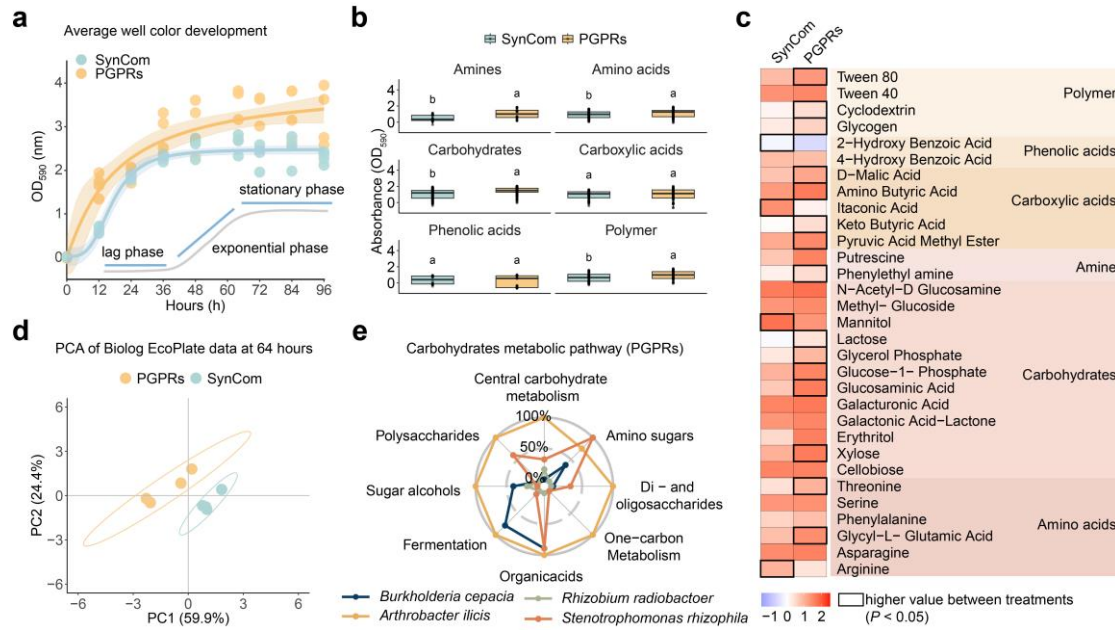 a
Average well color development
SynCom
PGPRs
OD590 (nm)
4
3
2
1
0
stationary phase
lag phase
exponential phase
0 12 24 36 48 60 72 84 96
Hours (h)
b
SynCom PGPRs
Absorbance (OD590)
Amines
Amino acids
2
0
b a b a
Carbohydrates
Carboxylic acids
2
0
b a a a
Phenolic acids
Polymer
2
0
a a b a
c
SynCom
PGPRs
Tween 80
Tween 40
Cyclodextrin
Glycogen
Polymer
2-Hydroxy Benzoic Acid
4-Hydroxy Benzoic Acid
Phenolic acids
D-Malic Acid
Amino Butyric Acid
Itaconic Acid
Keto Butyric Acid
Pyruvic Acid Methyl Ester
Carboxylic acids
Putrescine
Phenylethyl amine
Amine
N-Acetyl-D Glucosamine
Methyl- Glucoside
Mannitol
Lactose
Glycerol Phosphate
Glucose-1- Phosphate
Glucosaminic Acid
Galacturonic Acid
Galactonic Acid-Lactone
Erythritol
Xylose
Cellobiose
Carbohydrates
Threonine
Serine
Phenylalanine
Glycyl-L- Glutamic Acid
Asparagine
Arginine
Amino acids
-1 0 1 2
higher value between treatments
(P < 0.05)
d
PCA of Biolog EcoPlate data at 64 hours
PGPRs SynCom
PC2 (24.4%)
6
3
0
−3
−6
−6 −3 0 3 6
PC1 (59.9%)
e
Carbohydrates metabolic pathway (PGPRs)
Central carbohydrate
metabolism
100%
50%
0%
Amino sugars
Di − and
oligosaccharides
One-carbon
Metabolism
Organicacids
Fermentation
Sugar alcohols
Polysaccharides
Burkholderia cepacia
Rhizobium radiobactoer
Arthrobacter ilicis
Stenotrophomonas rhizophila